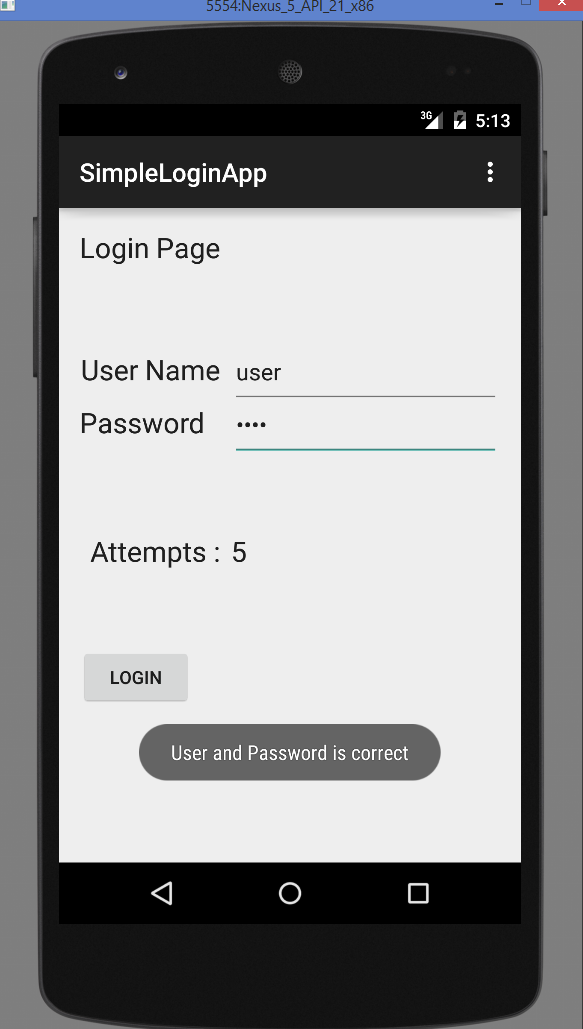 5554:Nexus_5_API_21_x86
3G 5:13
SimpleLoginApp
Login Page
User Name user
Password ••••
Attempts : 5
LOGIN
User and Password is correct